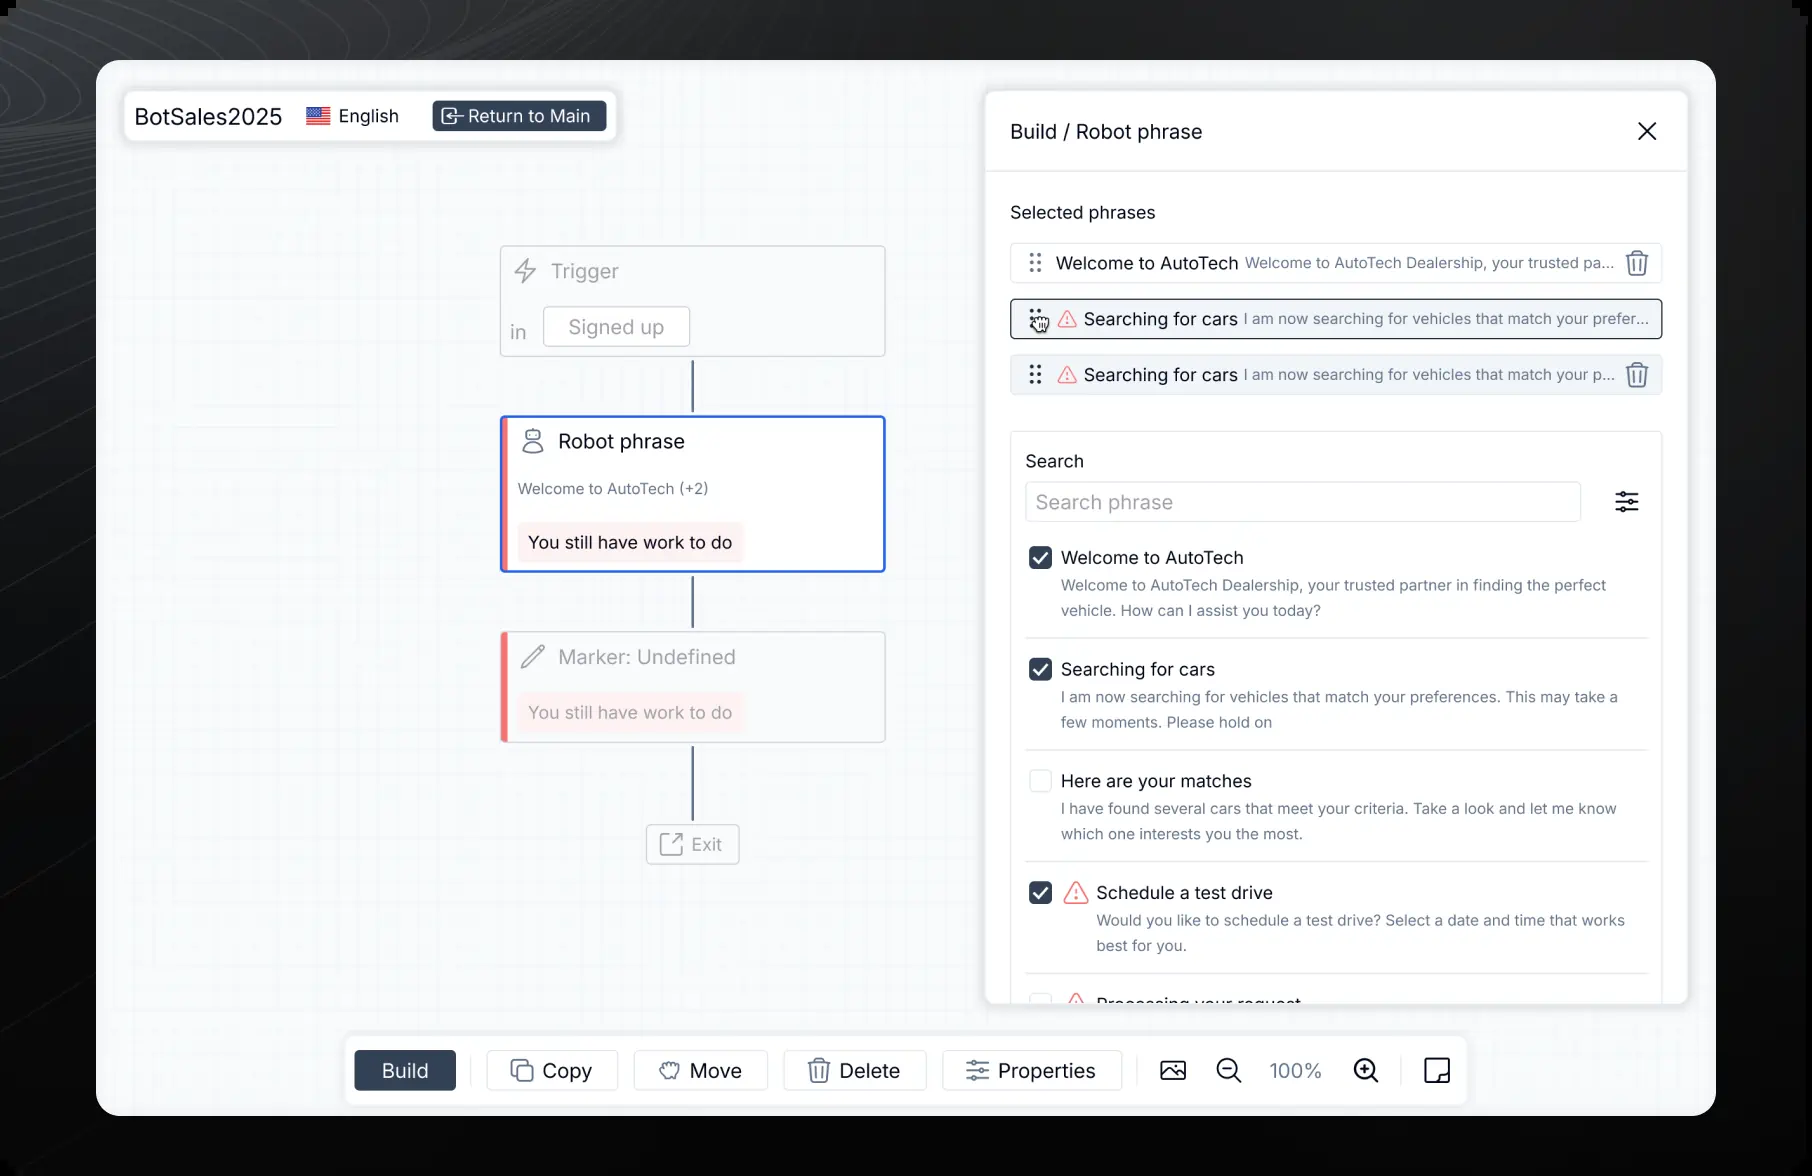 BotSales2025 English Return to Main
Trigger
in Signed up
Robot phrase
Welcome to AutoTech (+2)
You still have work to do
Marker: Undefined
You still have work to do
Exit
Build / Robot phrase
Selected phrases
Welcome to AutoTech Welcome to AutoTech Dealership, your trusted pa...
Searching for cars I am now searching for vehicles that match your prefer...
Searching for cars I am now searching for vehicles that match your p...
Search
Search phrase
Welcome to AutoTech
Welcome to AutoTech Dealership, your trusted partner in finding the perfect
vehicle. How can I assist you today?
Searching for cars
I am now searching for vehicles that match your preferences. This may take a
few moments. Please hold on
Here are your matches
I have found several cars that meet your criteria. Take a look and let me know
which one interests you the most.
Schedule a test drive
Would you like to schedule a test drive? Select a date and time that works
best for you.
Processing your request
Build Copy Move Delete Properties 100%